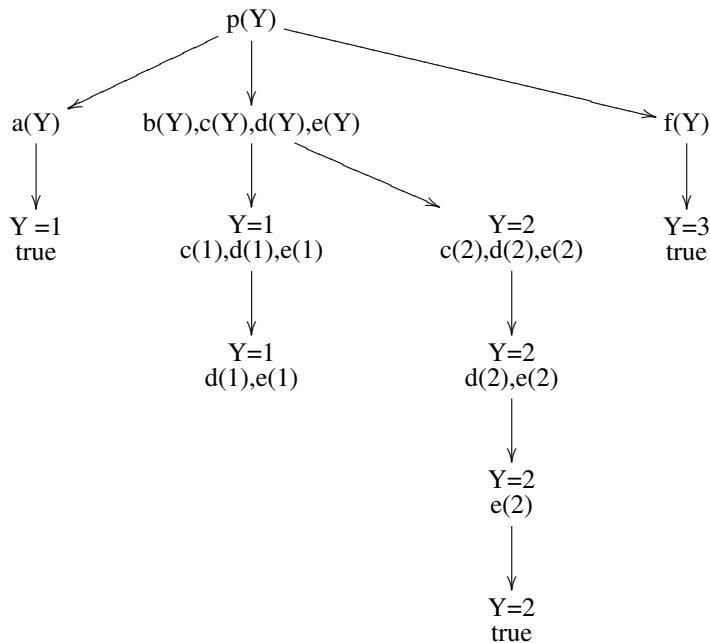 p(Y)
a(Y) b(Y),c(Y),d(Y),e(Y) f(Y)
Y =1 Y=1 Y=2 Y=3
true c(1),d(1),e(1) c(2),d(2),e(2) true
Y=1 Y=2
d(1),e(1) d(2),e(2)
Y=2
e(2)
Y=2
true